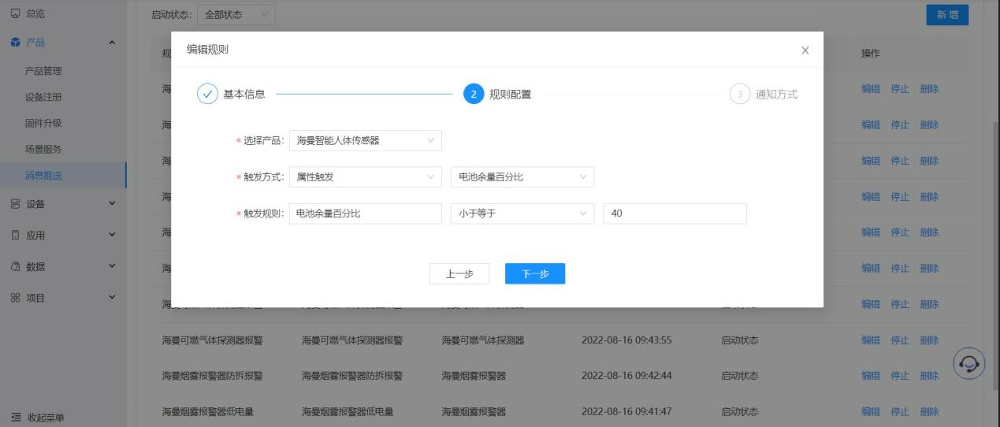 总览
启动状态：
全部状态
新增
产品
产品管理
设备注册
固件升级
场景服务
消息推送
设备
应用
数据
项目
收起菜单
操作
编辑规则
基本信息
2 规则配置
3 通知方式
* 选择产品： 海曼智能人体传感器
* 触发方式： 属性触发 电池余量百分比
* 触发规则： 电池余量百分比 小于等于 40
上一步 下一步
编辑 停止 删除
编辑 停止 删除
编辑 停止 删除
编辑 停止 删除
编辑 停止 删除
编辑 停止 删除
编辑 停止 删除
海曼可燃气体探测器报警 海曼可燃气体探测器报警 海曼可燃气体探测器 2022-08-16 09:43:55 启动状态 编辑 停止 删除
海曼烟雾报警器防拆报警 海曼烟雾报警器防拆报警 海曼烟雾报警器 2022-08-16 09:42:44 启动状态 编辑 停止 删除
海曼烟雾报警器低电量 海曼烟雾报警器低电量 海曼烟雾报警器 2022-08-16 09:41:47 启动状态 编辑 停止 删除